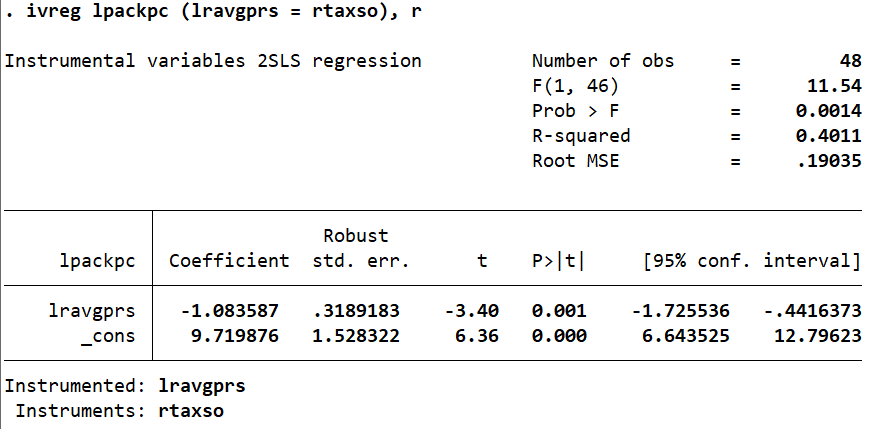 . ivreg lpackpc (lravgprs = rtaxso), r
Instrumental variables 2SLS regression Number of obs = 48
F(1, 46) = 11.54
Prob > F = 0.0014
R-squared = 0.4011
Root MSE = .19035
Robust
lpackpc Coefficient std. err. t P>|t| [95% conf. interval]
lravgprs -1.083587 .3189183 -3.40 0.001 -1.725536 -.4416373
_cons 9.719876 1.528322 6.36 0.000 6.643525 12.79623
Instrumented: lravgprs
Instruments: rtaxso